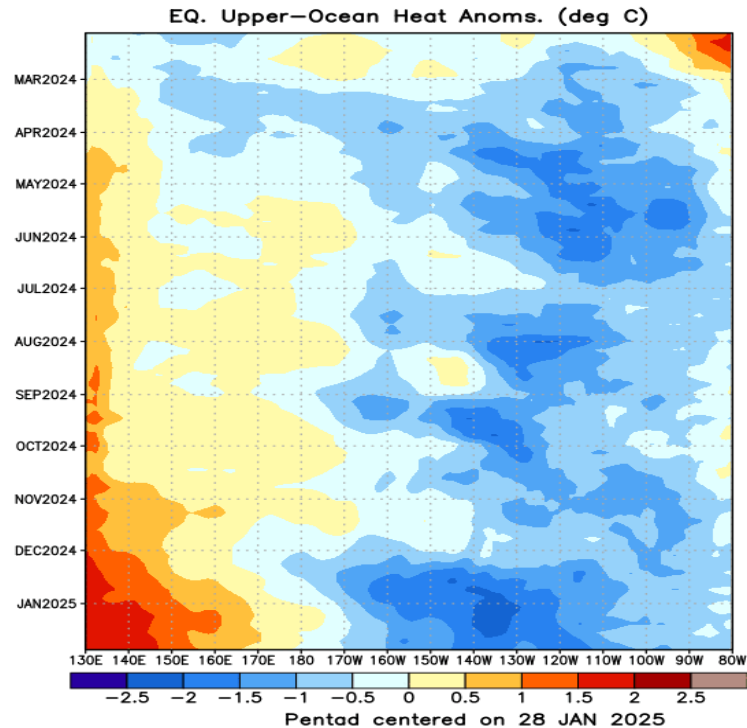 EQ. Upper-Ocean Heat Anoms. (deg C)
MAR2024
APR2024
MAY2024
JUN2024
JUL2024
AUG2024
SEP2024
OCT2024
NOV2024
DEC2024
JAN2025
130E 140E 150E 160E 170E 180 170W 160W 150W 140W 130W 120W 110W 100W 90W 80W
-2.5 -2 -1.5 -1 -0.5 0 0.5 1 1.5 2 2.5
Pentad centered on 28 JAN 2025